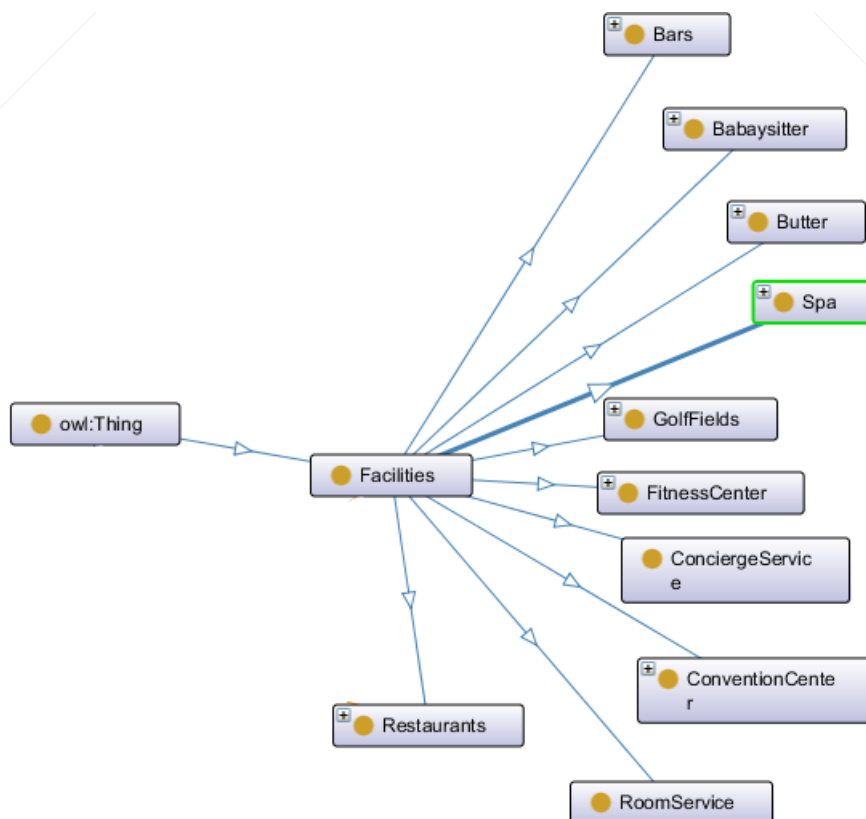 Bars
Babaysitter
Butter
Spa
owl:Thing
GolfFields
Facilities
FitnessCenter
ConciergeServic
e
ConventionCente
r
Restaurants
RoomService